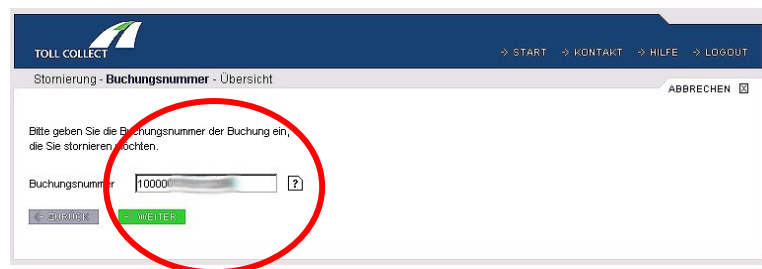 TOLL COLLECT
START KONTAKT HILFE LOGOUT
Stornierung - Buchungsnummer - Übersicht
ABBRECHEN
Bitte geben Sie die Buchungsnummer der Buchung ein,
die Sie stornieren möchten.
Buchungsnummer 10000 ?
ZURÜCK WEITER